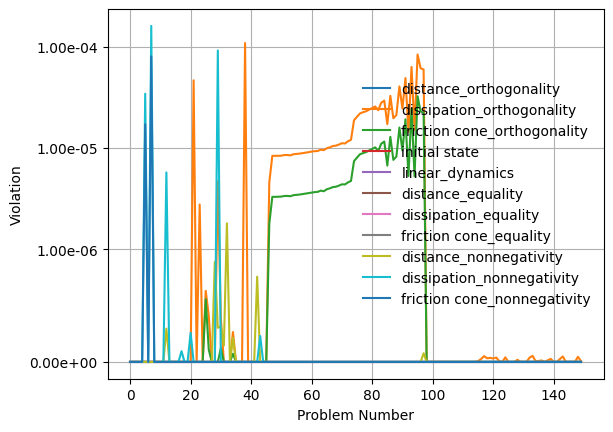 1.00e-04
1.00e-05
1.00e-06
0.00e+00
Violation
0
20
40
60
80
100
120
140
Problem Number
distance_orthogonality
dissipation_orthogonality
friction cone_orthogonality
initial state
linear_dynamics
distance_equality
dissipation_equality
friction cone_equality
distance_nonnegativity
dissipation_nonnegativity
friction cone_nonnegativity